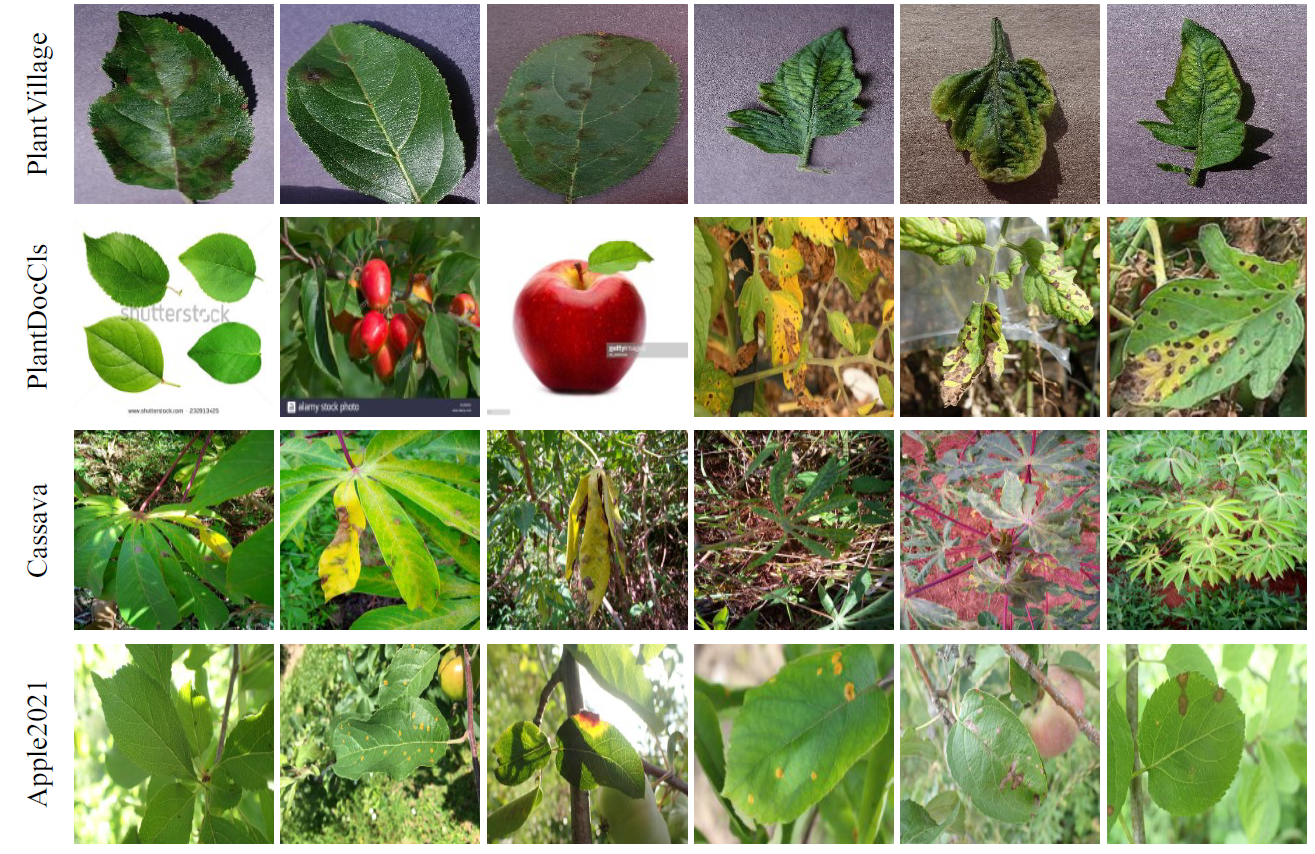 PlantVillage
PlantDocCls
shutterstock
www.shutterstock.com · 232913425
alamy stock photo
gettyimages
Cassava
Apple2021